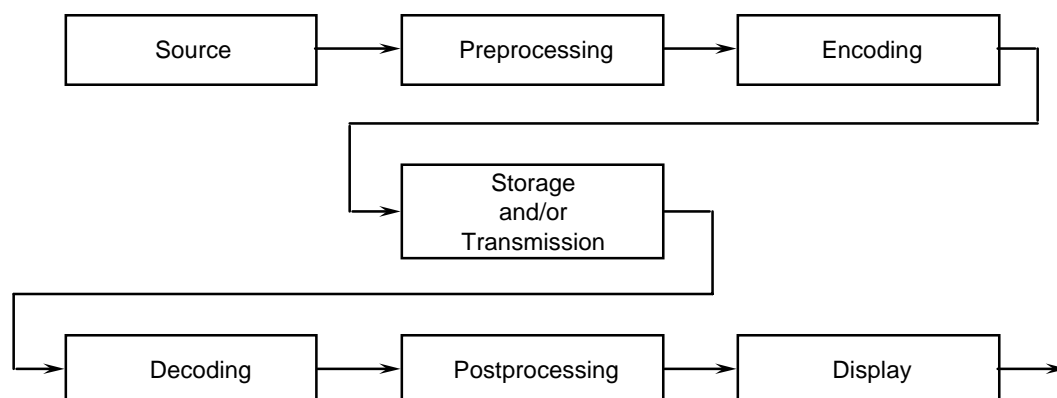 Source
Preprocessing
Encoding
Storage
and/or
Transmission
Decoding
Postprocessing
Display